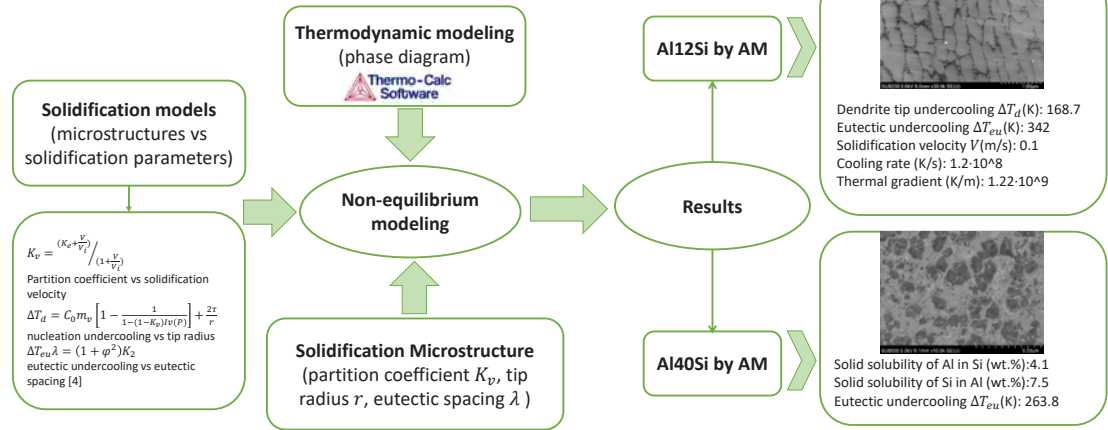 Solidification models
(microstructures vs
solidification parameters)
K_v = (K_e+V/V_i)/(1+V/V_i)
Partition coefficient vs solidification
velocity
ΔT_d = C_0 m_v [1 − 1/(1−(1−K_v)Iv(P))] + 2τ/r
nucleation undercooling vs tip radius
ΔT_eu λ = (1 + φ^2)K_2
eutectic undercooling vs eutectic
spacing [4]
Thermodynamic modeling
(phase diagram)
Thermo-Calc
Software
Non-equilibrium
modeling
Solidification Microstructure
(partition coefficient K_v, tip
radius r, eutectic spacing λ )
Results
Al12Si by AM
Dendrite tip undercooling ΔT_d(K): 168.7
Eutectic undercooling ΔT_eu(K): 342
Solidification velocity V(m/s): 0.1
Cooling rate (K/s): 1.2·10^8
Thermal gradient (K/m): 1.22·10^9
Al40Si by AM
Solid solubility of Al in Si (wt.%):4.1
Solid solubility of Si in Al (wt.%):7.5
Eutectic undercooling ΔT_eu(K): 263.8